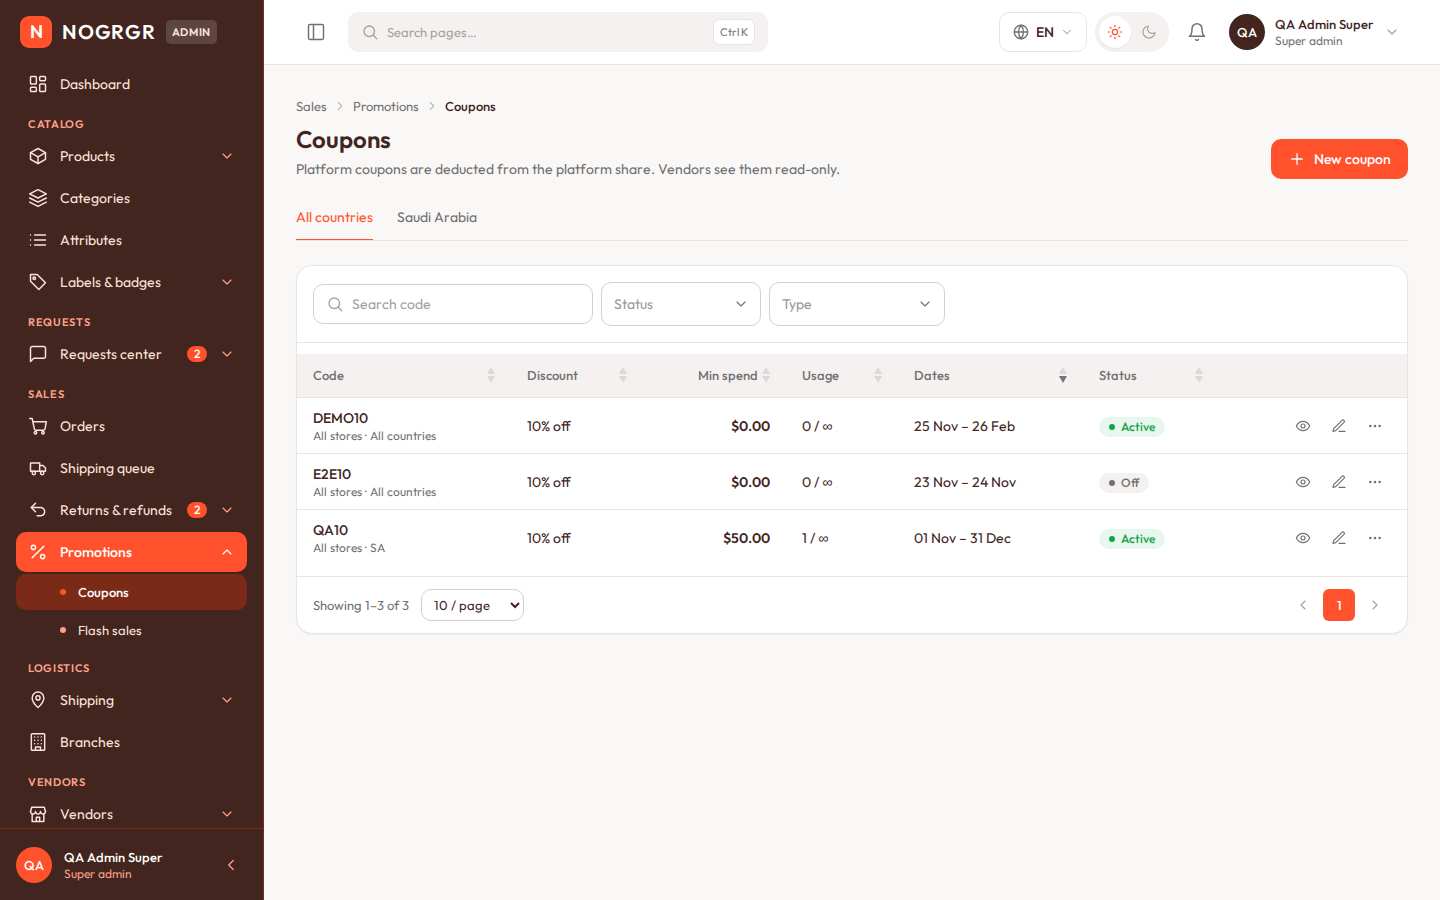 N NOGRGR ADMIN
Search pages... Ctrl K
EN
QA QA Admin Super
Super admin
Dashboard
CATALOG
Products
Categories
Attributes
Labels & badges
REQUESTS
Requests center 2
SALES
Orders
Shipping queue
Returns & refunds 2
Promotions
Coupons
Flash sales
LOGISTICS
Shipping
Branches
VENDORS
Vendors
QA QA Admin Super
Super admin
Sales > Promotions > Coupons
Coupons
Platform coupons are deducted from the platform share. Vendors see them read-only.
+ New coupon
All countries Saudi Arabia
Search code Status Type
Code Discount Min spend Usage Dates Status
DEMO10 10% off $0.00 0 / ∞ 25 Nov – 26 Feb Active
All stores · All countries
E2E10 10% off $0.00 0 / ∞ 23 Nov – 24 Nov Off
All stores · All countries
QA10 10% off $50.00 1 / ∞ 01 Nov – 31 Dec Active
All stores · SA
Showing 1–3 of 3 10 / page 1